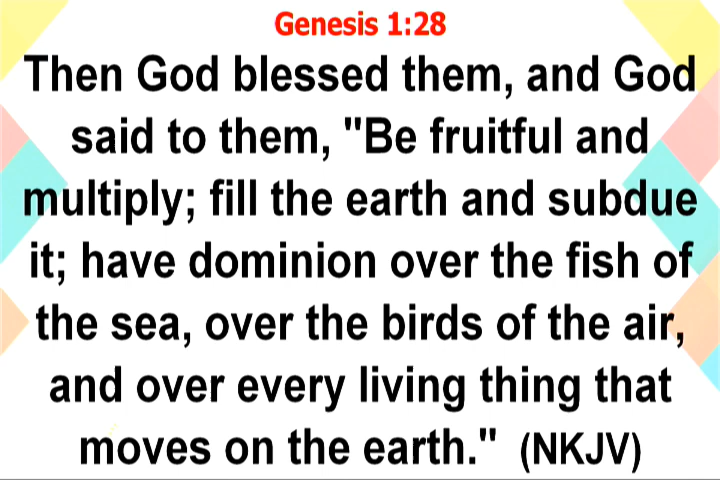 Genesis 1:28
Then God blessed them, and God
said to them, "Be fruitful and
multiply; fill the earth and subdue
it; have dominion over the fish of
the sea, over the birds of the air,
and over every living thing that
moves on the earth." (NKJV)